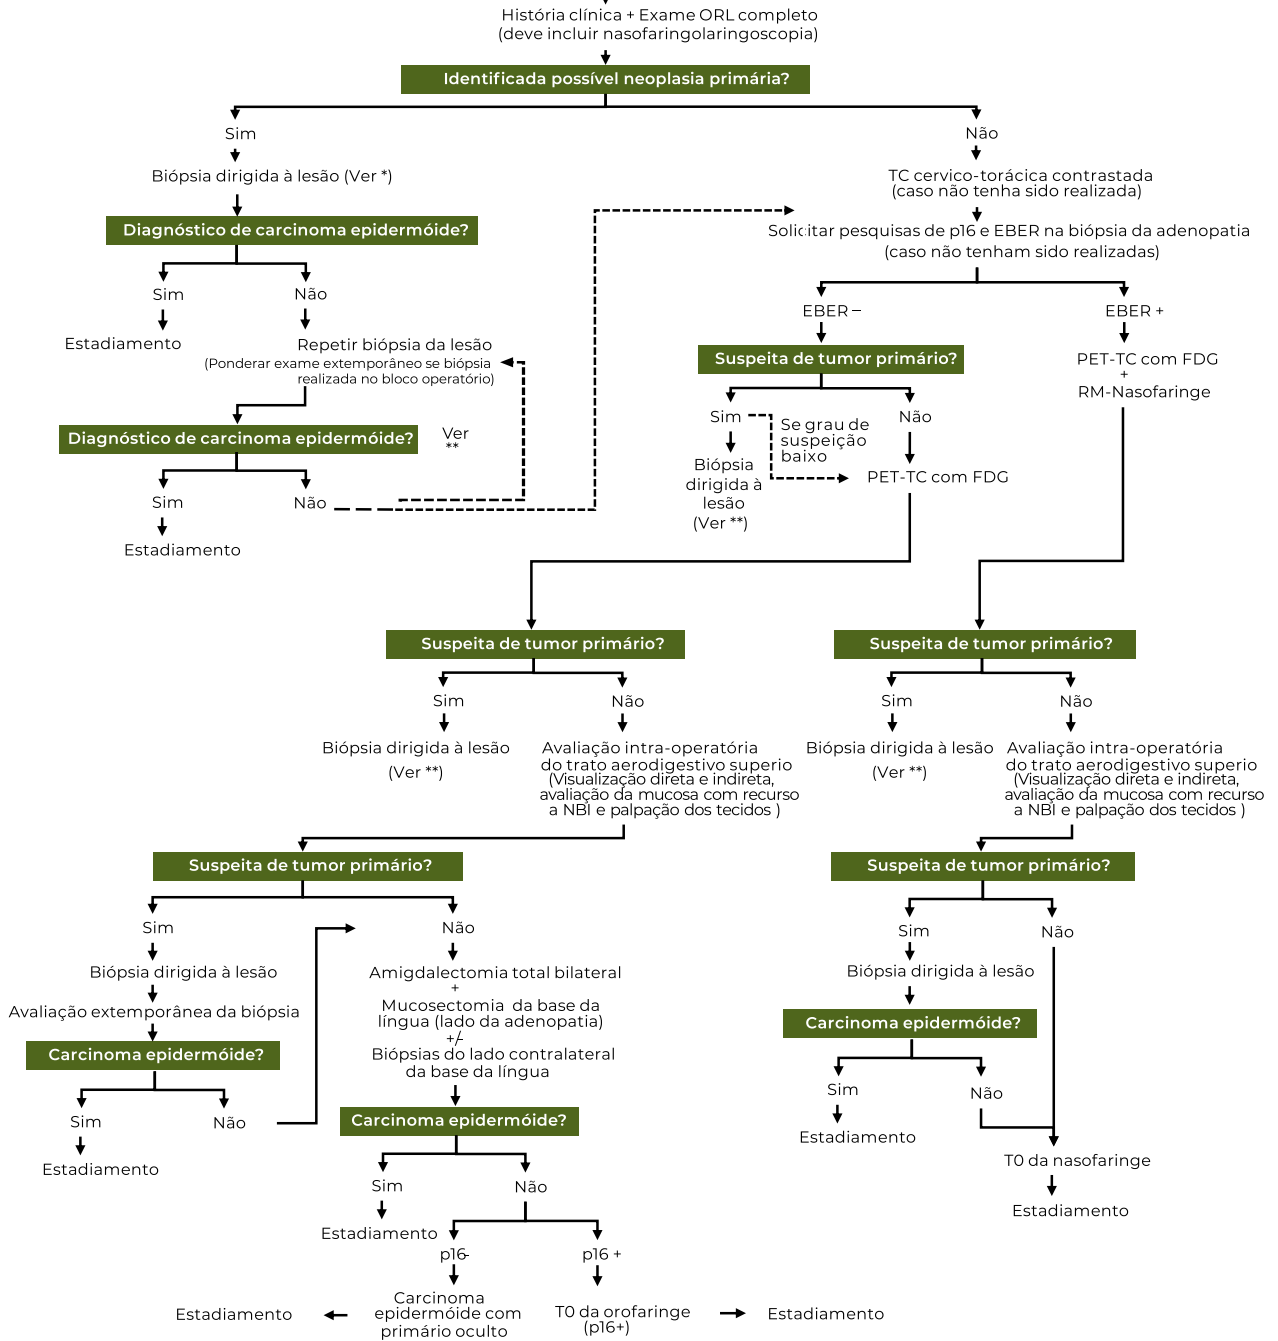 História clínica + Exame ORL completo
(deve incluir nasofaringolaringoscopia)
Identificada possível neoplasia primária?
Sim
Não
Biópsia dirigida à lesão (Ver *)
Diagnóstico de carcinoma epidermóide?
Sim
Não
Estadiamento
Repetir biópsia da lesão
(Ponderar exame extemporâneo se biópsia
realizada no bloco operatório)
Diagnóstico de carcinoma epidermóide?
Ver
**
Sim
Não
Estadiamento
TC cervico-torácica contrastada
(caso não tenha sido realizada)
Solicitar pesquisas de p16 e EBER na biópsia da adenopatia
(caso não tenham sido realizadas)
EBER –
EBER +
Suspeita de tumor primário?
Sim
Não
Se grau de
suspeição
baixo
Biópsia
dirigida à
lesão
(Ver **)
PET-TC com FDG
PET-TC com FDG
+
RM-Nasofaringe
Suspeita de tumor primário?
Sim
Não
Biópsia dirigida à lesão
(Ver **)
Avaliação intra-operatória
do trato aerodigestivo superio
(Visualização direta e indireta,
avaliação da mucosa com recurso
a NBI e palpação dos tecidos )
Suspeita de tumor primário?
Sim
Não
Biópsia dirigida à lesão
(Ver **)
Avaliação intra-operatória
do trato aerodigestivo superio
(Visualização direta e indireta,
avaliação da mucosa com recurso
a NBI e palpação dos tecidos )
Suspeita de tumor primário?
Sim
Não
Biópsia dirigida à lesão
Avaliação extemporânea da biópsia
Carcinoma epidermóide?
Sim
Não
Estadiamento
Amigdalectomia total bilateral
+
Mucosectomia da base da
língua (lado da adenopatia)
+/-
Biópsias do lado contralateral
da base da língua
Carcinoma epidermóide?
Sim
Não
Estadiamento
p16-
p16 +
Carcinoma
epidermóide com
primário oculto
Estadiamento
T0 da orofaringe
(p16+)
Estadiamento
Suspeita de tumor primário?
Sim
Não
Biópsia dirigida à lesão
Carcinoma epidermóide?
Sim
Não
Estadiamento
T0 da nasofaringe
Estadiamento